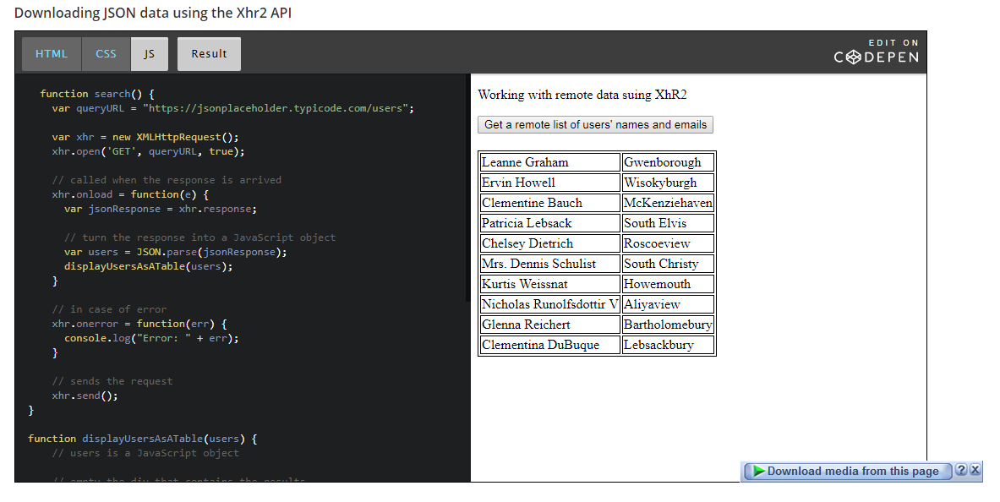 Downloading JSON data using the Xhr2 API
HTML CSS JS Result
EDIT ON
CODEPEN
function search() {
var queryURL = "https://jsonplaceholder.typicode.com/users";
var xhr = new XMLHttpRequest();
xhr.open('GET', queryURL, true);
// called when the response is arrived
xhr.onload = function(e) {
var jsonResponse = xhr.response;
// turn the response into a JavaScript object
var users = JSON.parse(jsonResponse);
displayUsersAsATable(users);
}
// in case of error
xhr.onerror = function(err) {
console.log("Error: " + err);
}
// sends the request
xhr.send();
}
function displayUsersAsATable(users) {
// users is a JavaScript object
// empty the div that contains the results
Working with remote data suing XhR2
Get a remote list of users' names and emails
Leanne Graham Gwenborough
Ervin Howell Wisokyburgh
Clementine Bauch McKenziehaven
Patricia Lebsack South Elvis
Chelsey Dietrich Roscoeview
Mrs. Dennis Schulist South Christy
Kurtis Weissnat Howemouth
Nicholas Runolfsdottir V Aliyaview
Glenna Reichert Bartholomebury
Clementina DuBuque Lebsackbury
Download media from this page ? X